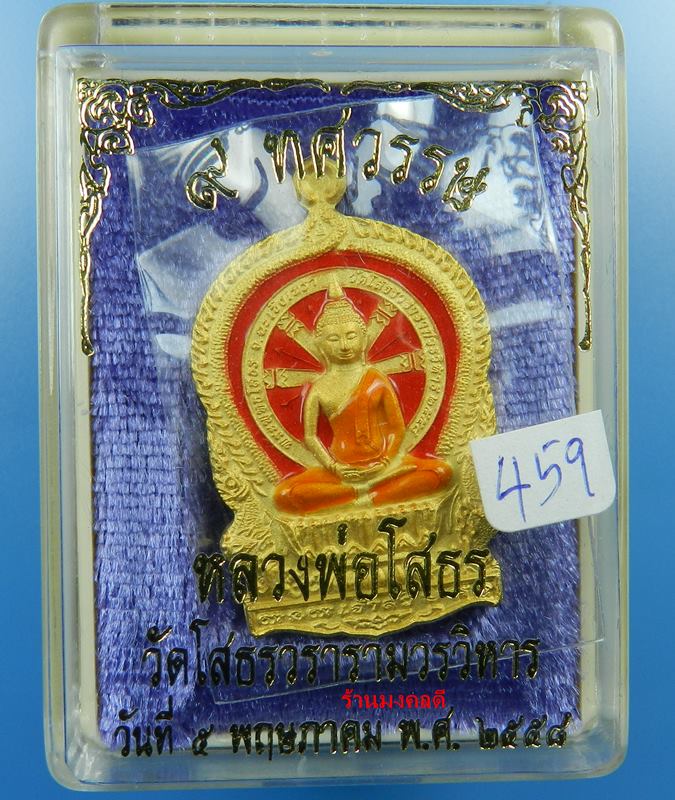 ๙ ทศวรรษ
459
หลวงพ่อโสธร
วัดโสธรวรารามวรวิหาร
ร้านมงคลดี
วันที่ ๕ พฤษภาคม พ.ศ. ๒๕๕๘